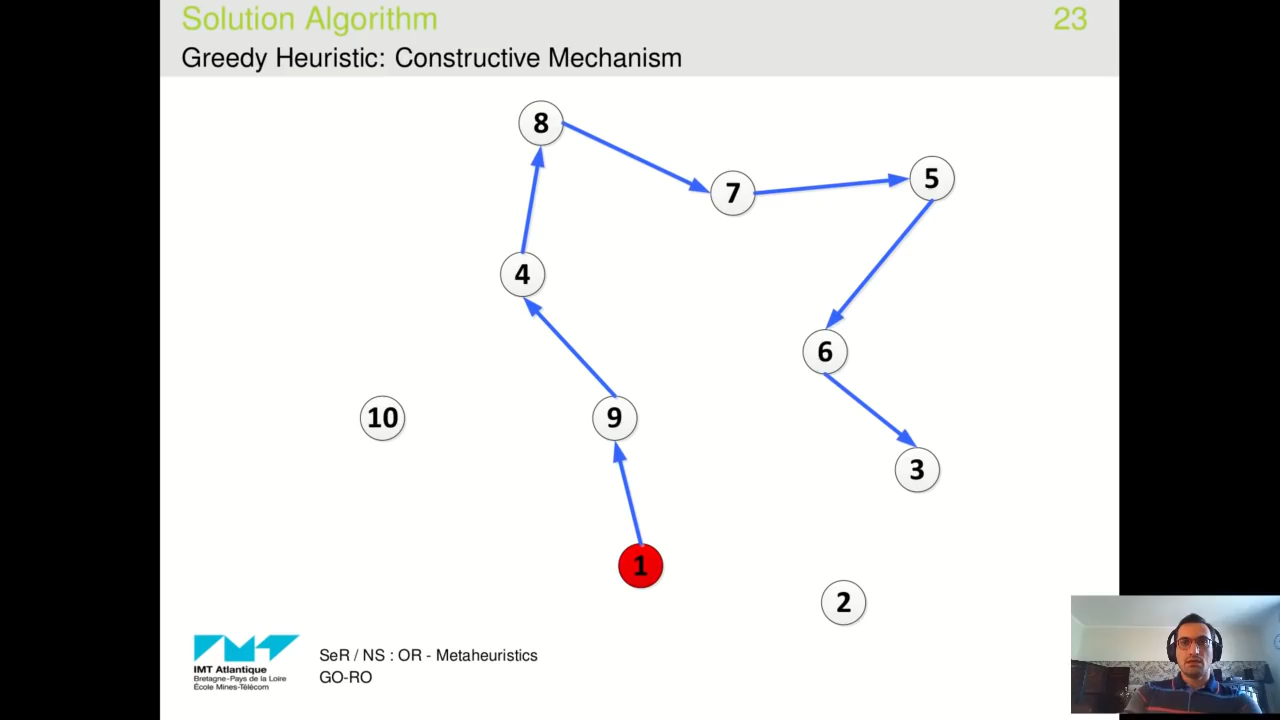 Solution Algorithm 23
Greedy Heuristic: Constructive Mechanism
8
7
5
4
6
10
9
3
1
2
IMT Atlantique
Bretagne-Pays de la Loire
École Mines-Télécom
SeR / NS : OR - Metaheuristics
GO-RO